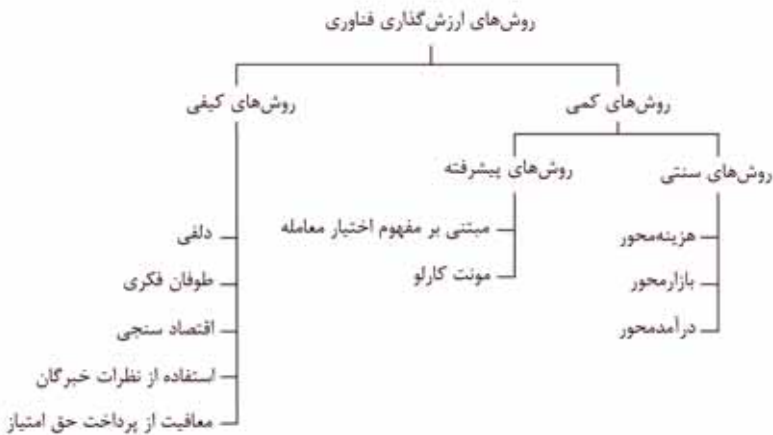 روش‌های ارزش‌گذاری فناوری
روش‌های کمی
روش‌های کیفی
روش‌های سنتی
روش‌های پیشرفته
هزینه‌محور
بازارمحور
درآمدمحور
مبتنی بر مفهوم اختیار معامله
مونت کارلو
دلفی
طوفان فکری
اقتصاد سنجی
استفاده از نظرات خبرگان
معافیت از پرداخت حق امتیاز